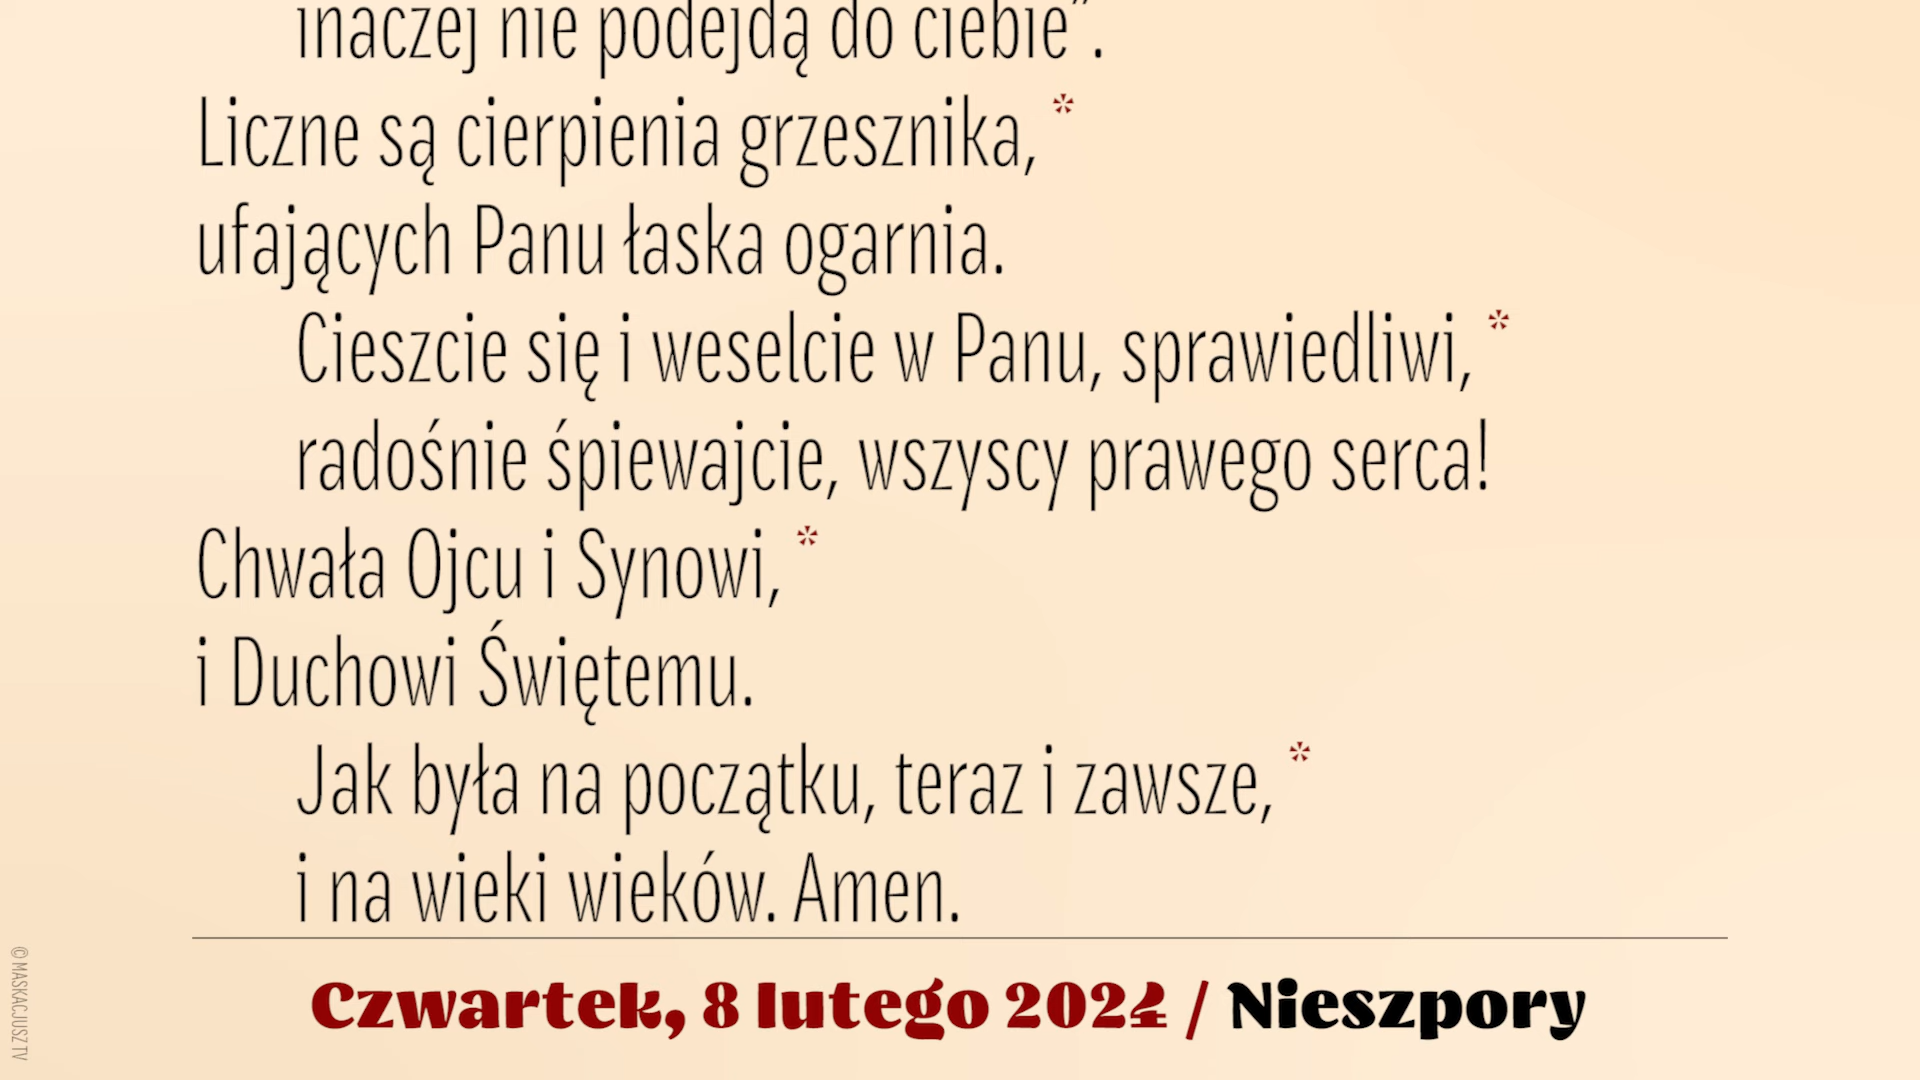 inaczej nie podejdą do ciebie”.
Liczne są cierpienia grzesznika, *
ufających Panu łaska ogarnia.
Cieszcie się i weselcie w Panu, sprawiedliwi, *
radośnie śpiewajcie, wszyscy prawego serca!
Chwała Ojcu i Synowi, *
i Duchowi Świętemu.
Jak była na początku, teraz i zawsze, *
i na wieki wieków. Amen.
Czwartek, 8 lutego 2024 / Nieszpory
© MASKACJUSZ TV